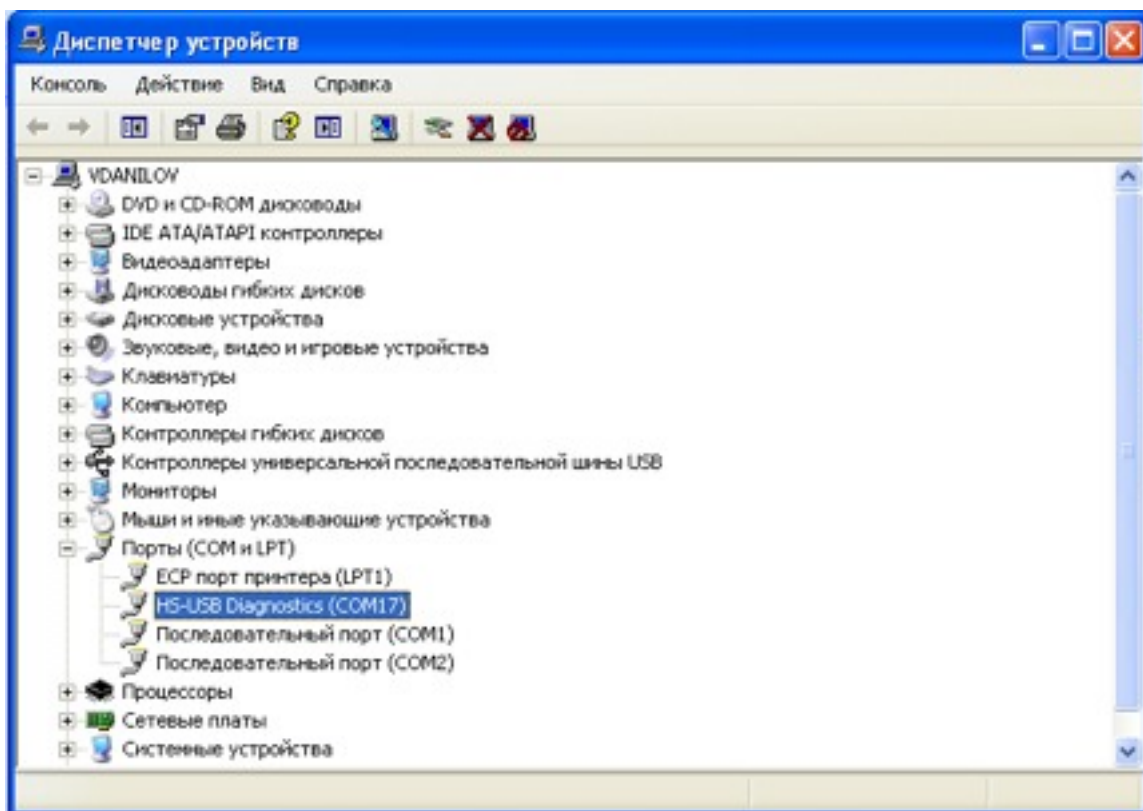 Диспетчер устройств
Консоль Действие Вид Справка
VDANILOV
DVD и CD-ROM дисководы
IDE ATA/ATAPI контроллеры
Видеоадаптеры
Дисководы гибких дисков
Дисковые устройства
Звуковые, видео и игровые устройства
Клавиатуры
Компьютер
Контроллеры гибких дисков
Контроллеры универсальной последовательной шины USB
Мониторы
Мыши и иные указывающие устройства
Порты (COM и LPT)
ECP порт принтера (LPT1)
HS-USB Diagnostics (COM17)
Последовательный порт (COM1)
Последовательный порт (COM2)
Процессоры
Сетевые платы
Системные устройства